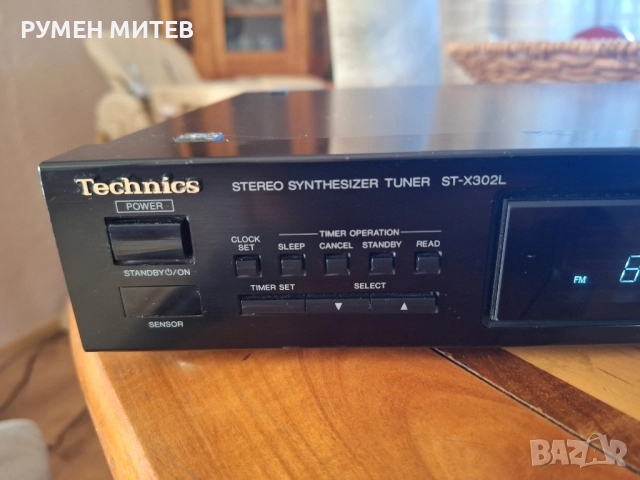 РУМЕН МИТЕВ
Technics
STEREO SYNTHESIZER TUNER ST-X302L
POWER
STANDBY⏻/ON
SENSOR
TIMER OPERATION
CLOCK SET
SLEEP CANCEL STANDBY READ
TIMER SET SELECT
▼ ▲
FM
BAZAR